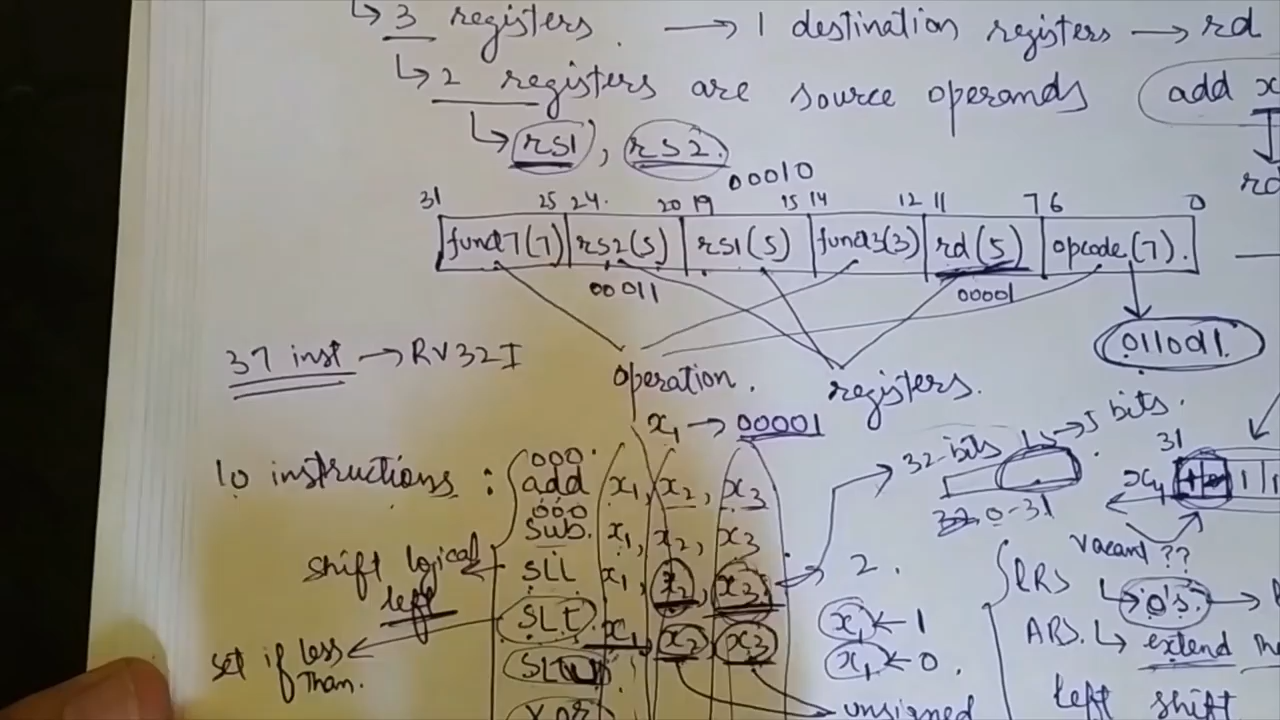 3 registers. → 1 destination registers → rd
2 registers are source operands
add x
rs1, rs2.
rd
00010
31 25 24 20 19 15 14 12 11 7 6 0
funct7(7) rs2(5) rs1(5) funct3(3) rd(5) opcode(7).
00011 00001
0110011.
37 inst → RV32I
operation. registers.
x1 → 00001
32-bits → 5 bits.
31
10 instructions : 000
add x1, x2, x3
000
sub. x1, x2, x3
0-31
x4
vacant ??
shift logical left
SLL x1, x2, x3
2.
LRS → 0's.
SLT x1, x2, x3
x1 ← 1
ARS. → extend
set if less than.
x1 ← 0.
SLTU
left shift
xor
unsigned